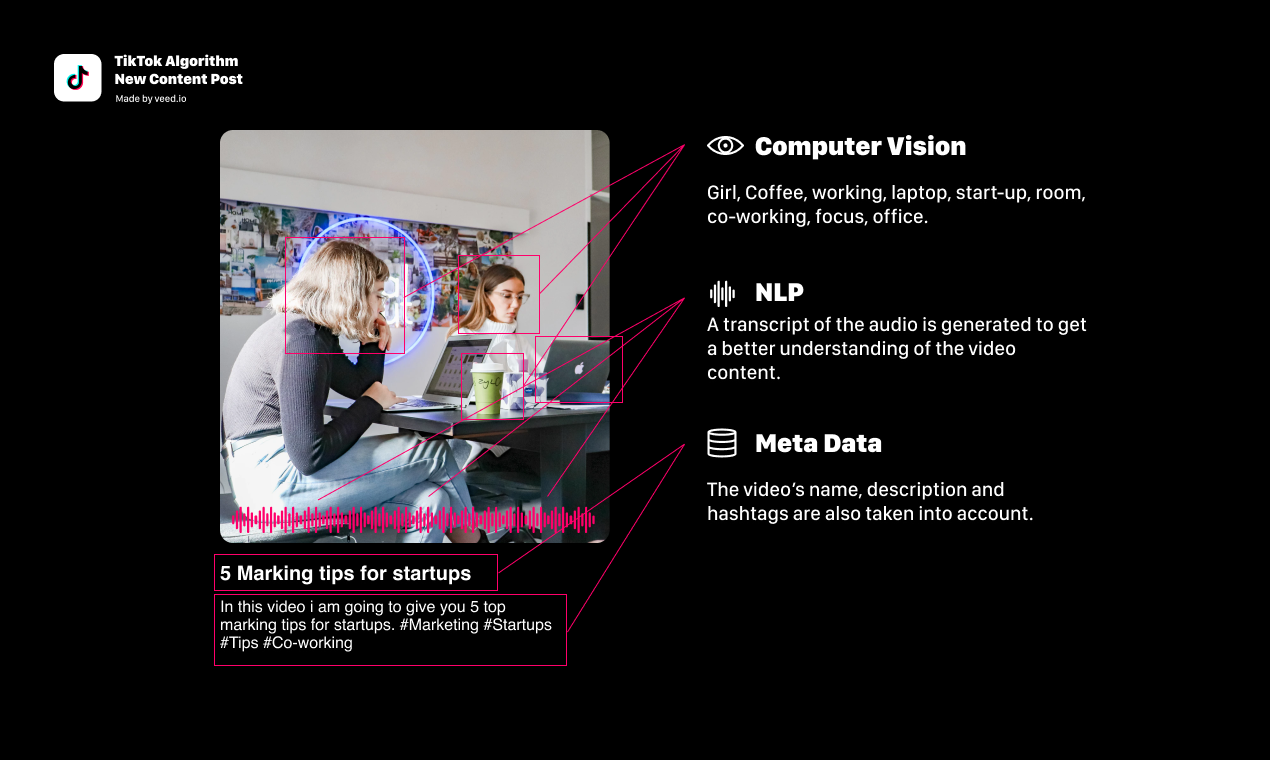 TikTok Algorithm
New Content Post
Made by veed.io
Computer Vision
Girl, Coffee, working, laptop, start-up, room,
co-working, focus, office.
NLP
A transcript of the audio is generated to get
a better understanding of the video
content.
Meta Data
The video’s name, description and
hashtags are also taken into account.
5 Marking tips for startups
In this video i am going to give you 5 top
marking tips for startups. #Marketing #Startups
#Tips #Co-working